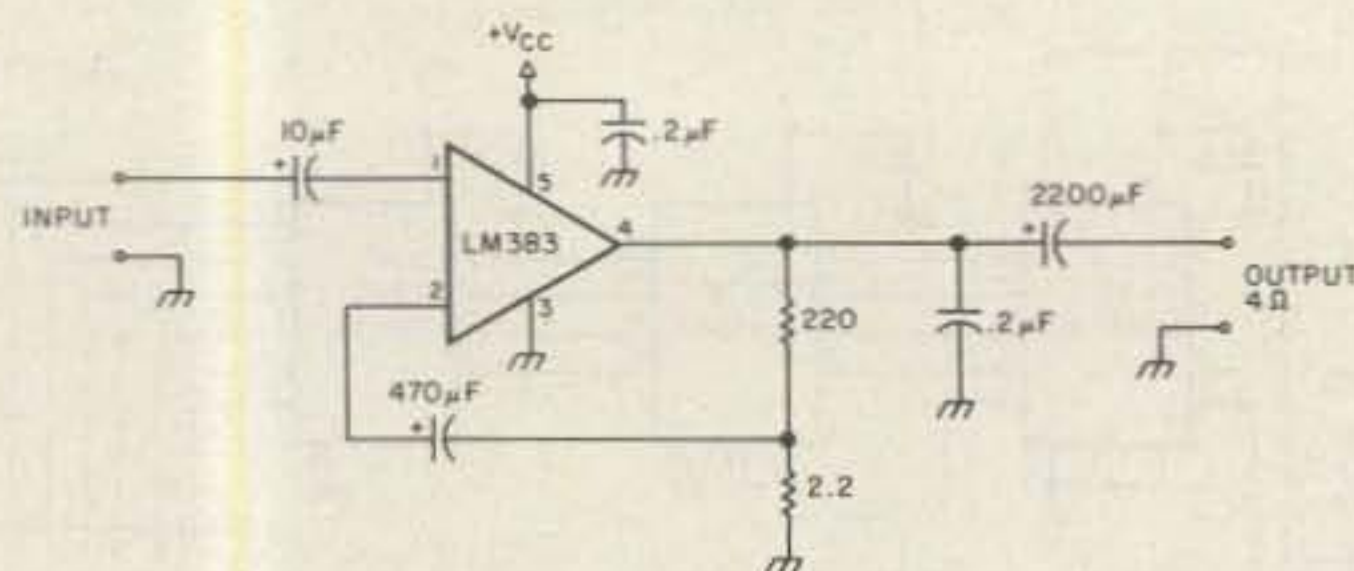 +VCC
10µF
.2µF
+
1
5
2200µF
INPUT
LM383
4
+
OUTPUT
4Ω
2
3
220
.2µF
470µF
+
2.2